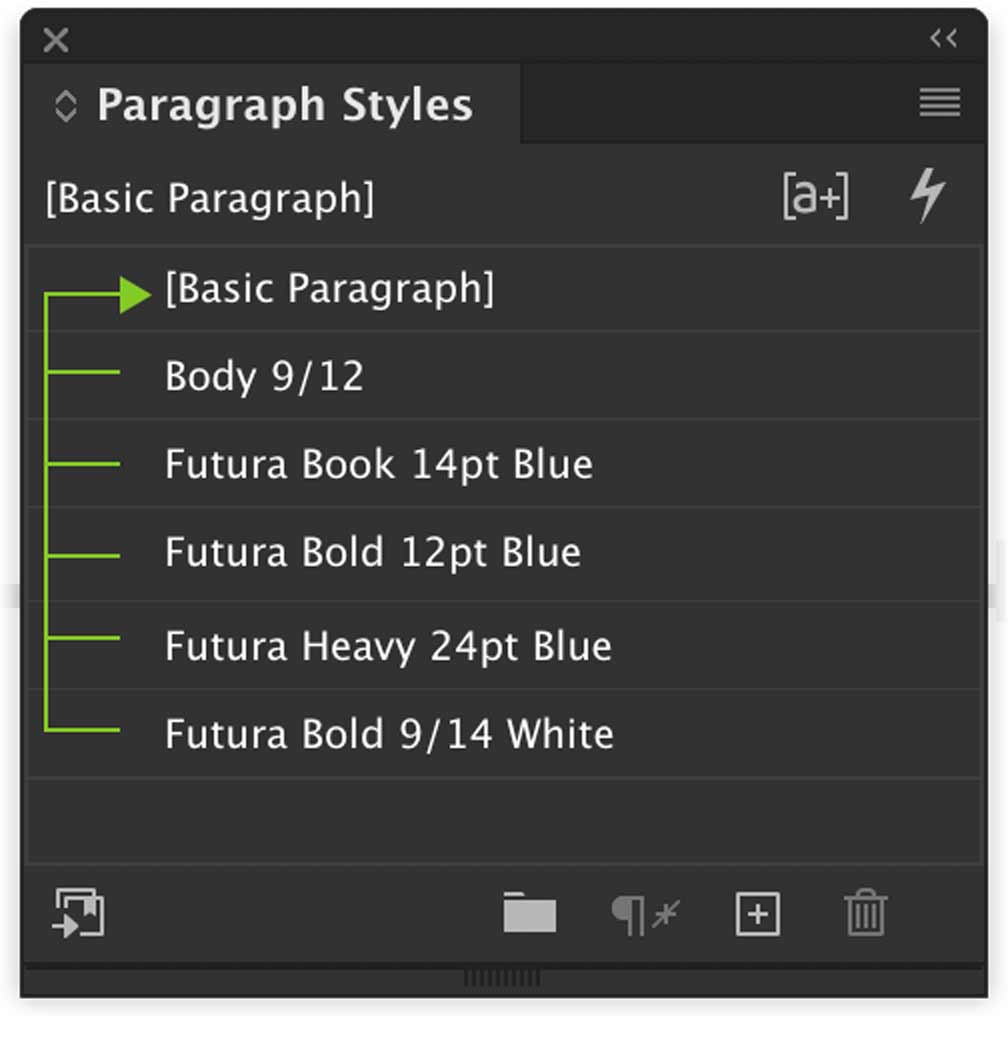 Paragraph Styles
[Basic Paragraph]
[a+]
[Basic Paragraph]
Body 9/12
Futura Book 14pt Blue
Futura Bold 12pt Blue
Futura Heavy 24pt Blue
Futura Bold 9/14 White